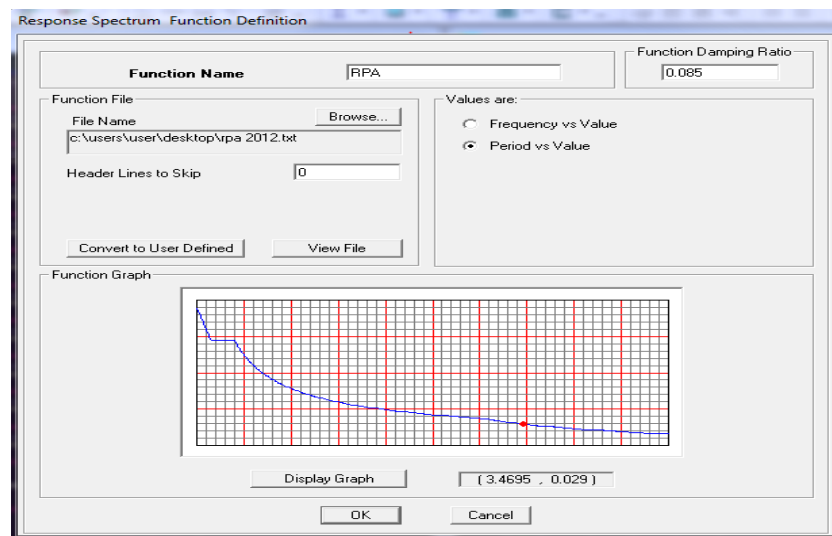 Response Spectrum Function Definition
Function Name
RPA
Function Damping Ratio
0.085
Function File
File Name
Browse...
c:\users\user\desktop\rpa 2012.txt
Header Lines to Skip
0
Convert to User Defined
View File
Values are:
Frequency vs Value
Period vs Value
Function Graph
Display Graph
( 3.4695 , 0.029 )
OK
Cancel